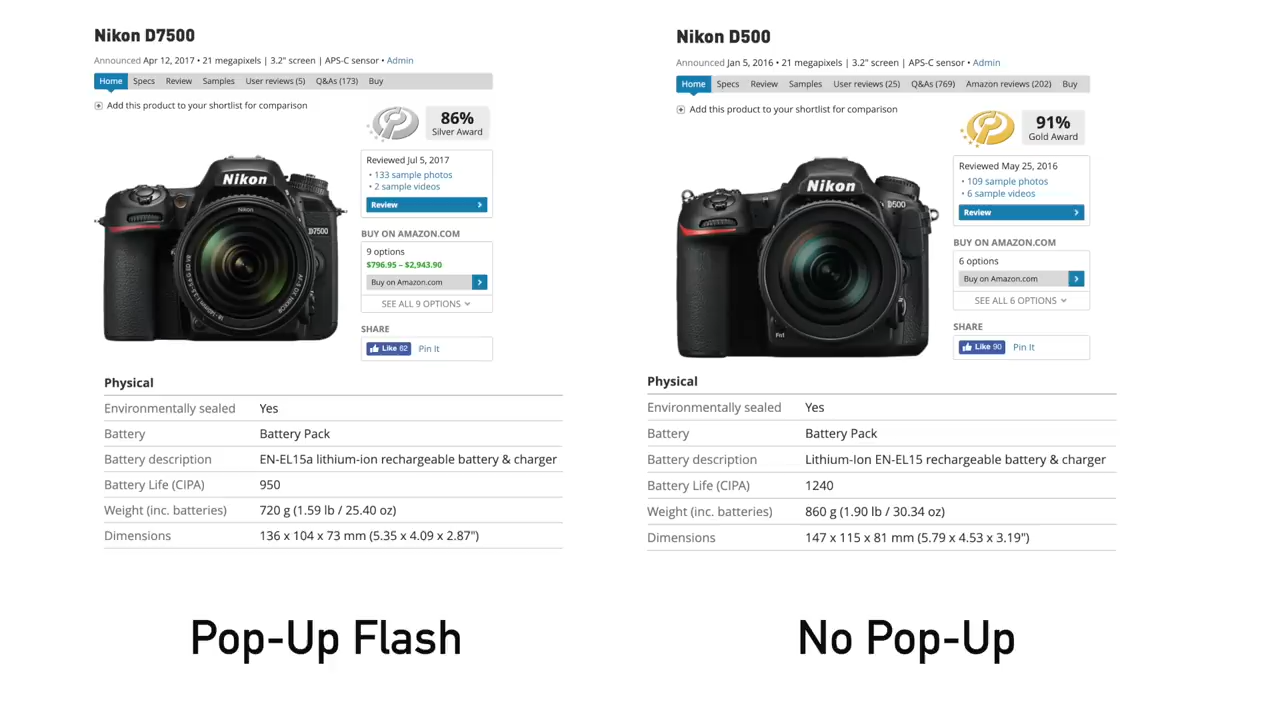 Nikon D7500
Announced Apr 12, 2017 • 21 megapixels | 3.2" screen | APS-C sensor • Admin
Home Specs Review Samples User reviews (5) Q&As (173) Buy
Add this product to your shortlist for comparison
86%
Silver Award
Reviewed Jul 5, 2017
• 133 sample photos
• 2 sample videos
Review
BUY ON AMAZON.COM
9 options
$796.95 – $2,943.90
Buy on Amazon.com
SEE ALL 9 OPTIONS
SHARE
Like 82 Pin It
Nikon
Nikon
D7500
Physical
Environmentally sealed Yes
Battery Battery Pack
Battery description EN-EL15a lithium-ion rechargeable battery & charger
Battery Life (CIPA) 950
Weight (inc. batteries) 720 g (1.59 lb / 25.40 oz)
Dimensions 136 x 104 x 73 mm (5.35 x 4.09 x 2.87")
Pop-Up Flash
Nikon D500
Announced Jan 5, 2016 • 21 megapixels | 3.2" screen | APS-C sensor • Admin
Home Specs Review Samples User reviews (25) Q&As (769) Amazon reviews (202) Buy
Add this product to your shortlist for comparison
91%
Gold Award
Reviewed May 25, 2016
• 109 sample photos
• 6 sample videos
Review
BUY ON AMAZON.COM
6 options
Buy on Amazon.com
SEE ALL 6 OPTIONS
SHARE
Like 90 Pin It
Nikon
D500
Physical
Environmentally sealed Yes
Battery Battery Pack
Battery description Lithium-Ion EN-EL15 rechargeable battery & charger
Battery Life (CIPA) 1240
Weight (inc. batteries) 860 g (1.90 lb / 30.34 oz)
Dimensions 147 x 115 x 81 mm (5.79 x 4.53 x 3.19")
No Pop-Up